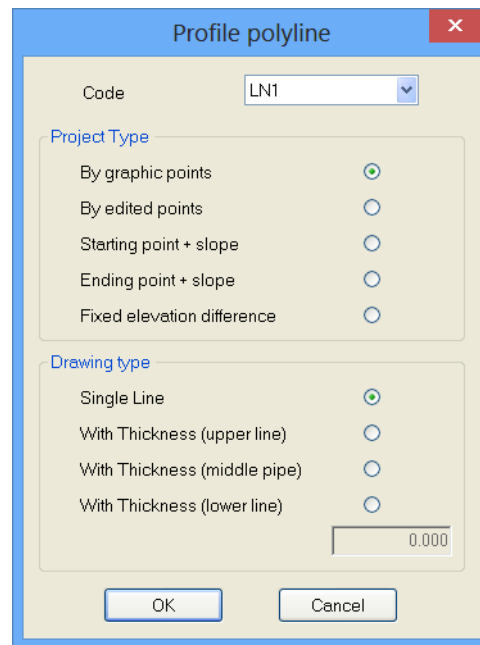 Profile polyline
Code LN1
Project Type
By graphic points
By edited points
Starting point + slope
Ending point + slope
Fixed elevation difference
Drawing type
Single Line
With Thickness (upper line)
With Thickness (middle pipe)
With Thickness (lower line)
0.000
OK Cancel